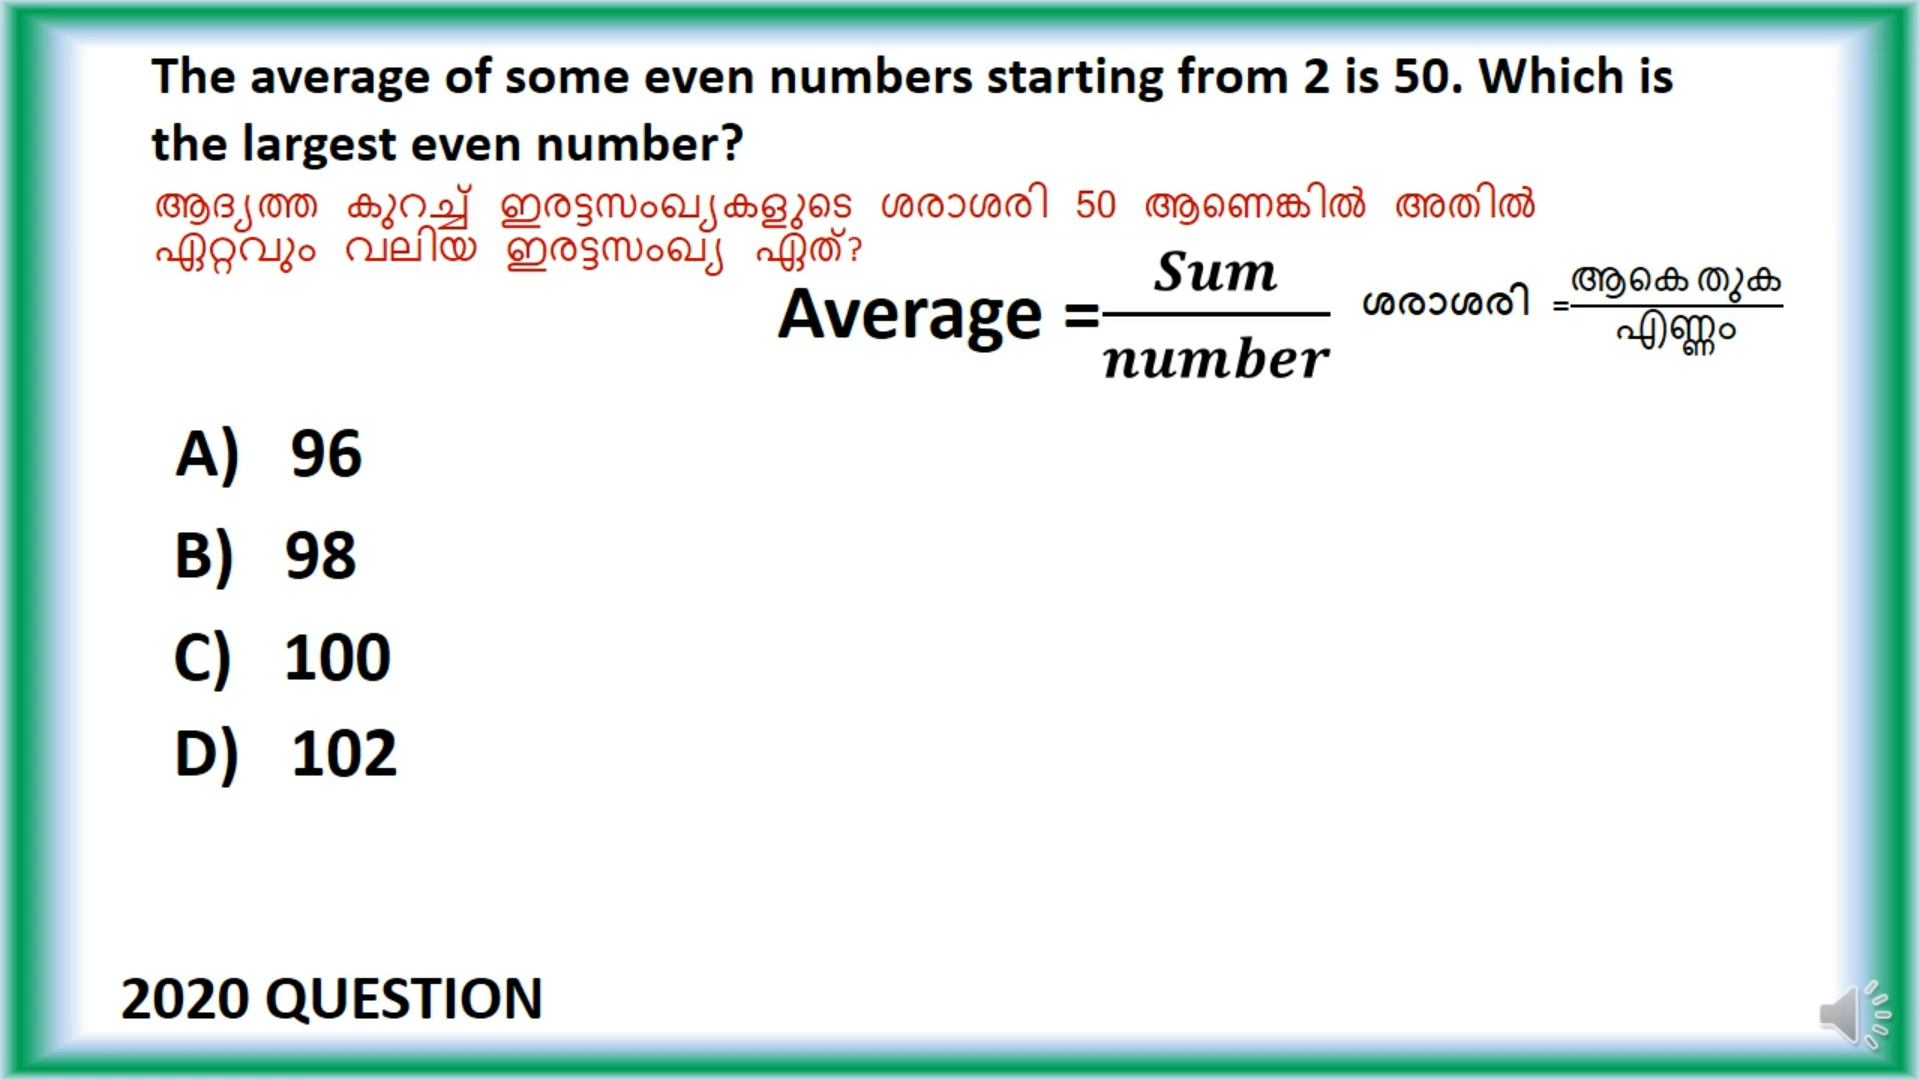 The average of some even numbers starting from 2 is 50. Which is
the largest even number?
ആദ്യത്ത കുറച്ച് ഇരട്ടസംഖ്യകളുടെ ശരാശരി 50 ആണെങ്കിൽ അതിൽ
ഏറ്റവും വലിയ ഇരട്ടസംഖ്യ ഏത്?
Average = Sum / number ശരാശരി = ആകെ തുക / എണ്ണം
A) 96
B) 98
C) 100
D) 102
2020 QUESTION